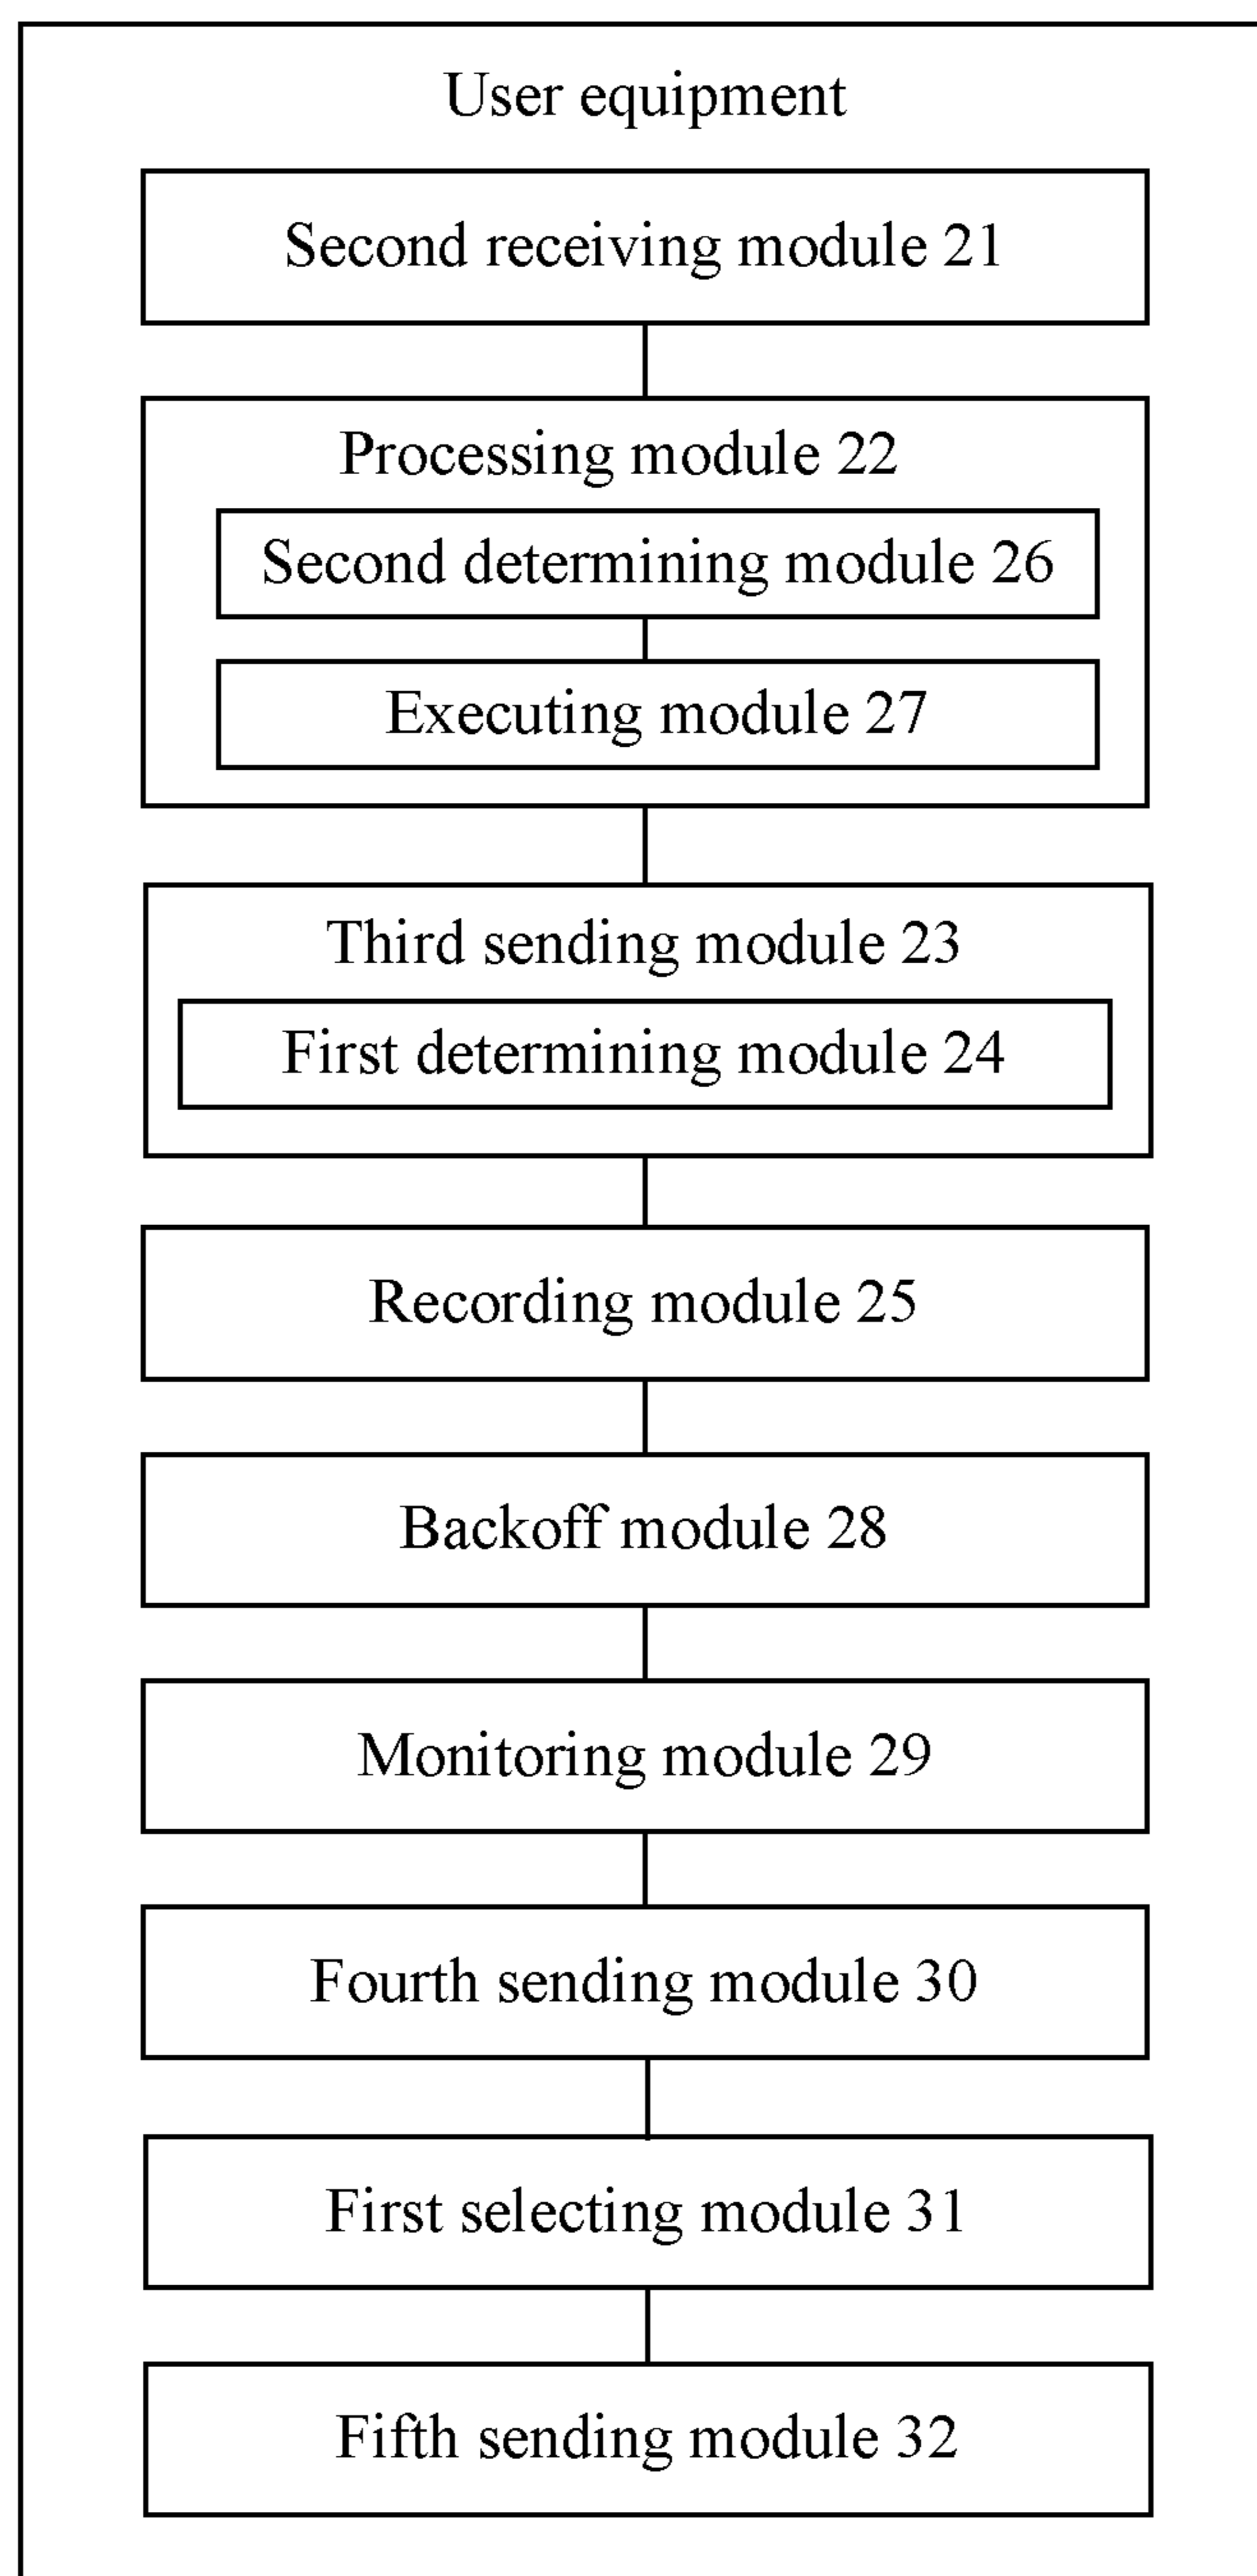 User equipment
Second receiving module 21
Processing module 22
Second determining module 26
Executing module 27
Third sending module 23
First determining module 24
Recording module 25
Backoff module 28
Monitoring module 29
Fourth sending module 30
First selecting module 31
Fifth sending module 32